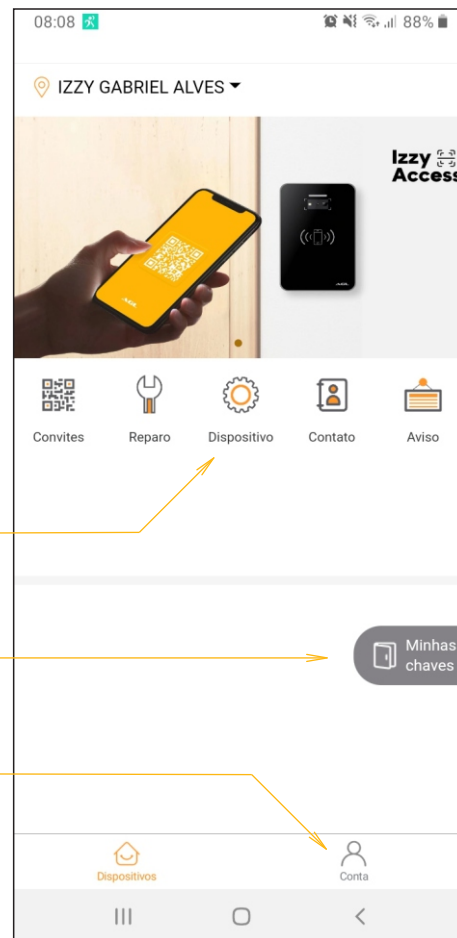 08:08
88%
IZZY GABRIEL ALVES
Izzy
Access
Convites
Reparo
Dispositivo
Contato
Aviso
Minhas
chaves
Dispositivos
Conta